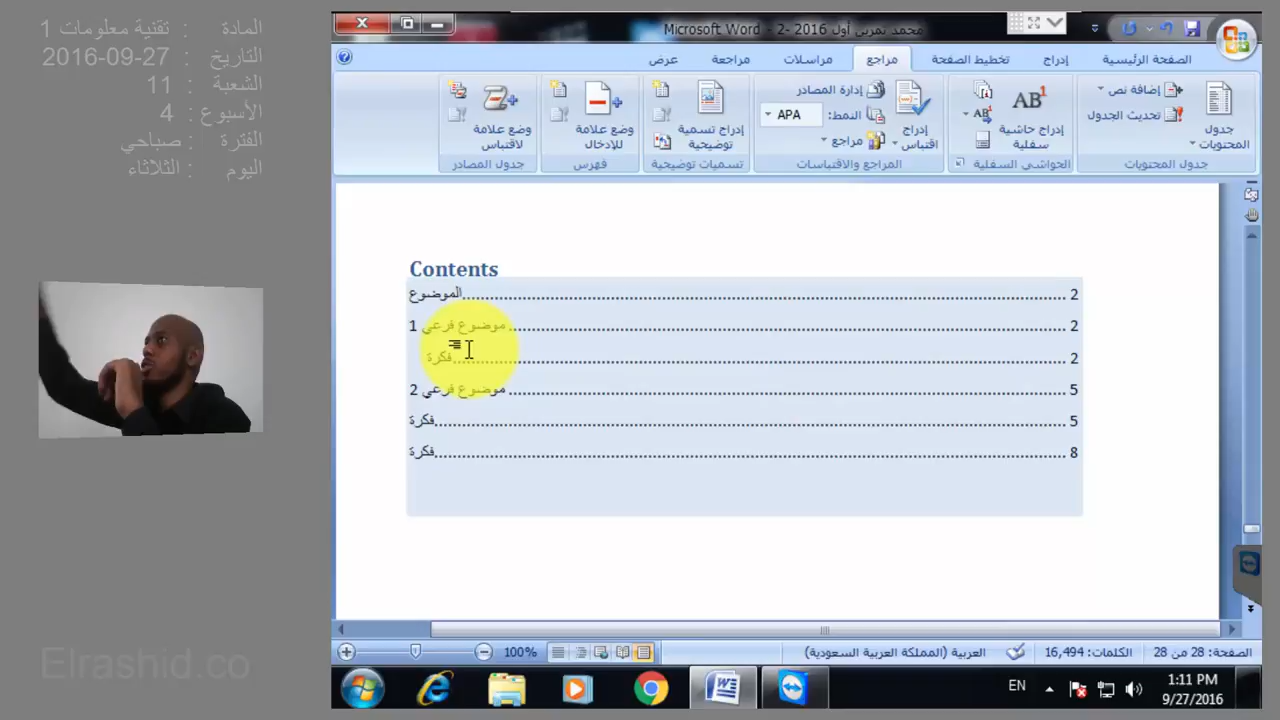 المادة : تقنية معلومات 1
التاريخ : 27-09-2016
الشعبة : 11
الأسبوع : 4
الفترة : صباحي
اليوم : الثلاثاء
Elrashid.co
محمد بمربى أول 2016 -2 - Microsoft Word
الصفحة الرئيسية
إدراج
تخطيط الصفحة
مراجع
مراسلات
مراجعة
عرض
جدول المحتويات
إضافة نص
تحديث الجدول
جدول المحتويات
AB1
إدراج حاشية سفلية
AB
الحواشي السفلية
إدراج اقتباس
إدارة المصادر
النمط: APA
مراجع
المراجع والاقتباسات
إدراج تسمية توضيحية
تسميات توضيحية
وضع علامة للإدخال
فهرس
وضع علامة لاقتباس
جدول المصادر
Contents
الموضوع 2
موضوع فرعي 1 2
فكرة 2
موضوع فرعي 2 5
فكرة 5
فكرة 8
الصفحة: 28 من 28
الكلمات: 16,494
العربية (المملكة العربية السعودية)
100%
EN
1:11 PM
9/27/2016